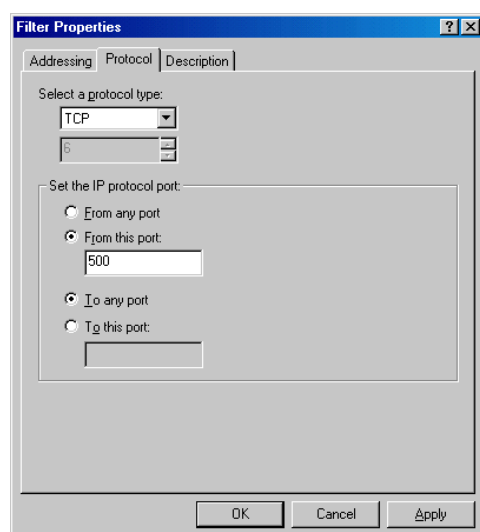 Filter Properties
Addressing Protocol Description
Select a protocol type:
TCP
6
Set the IP protocol port:
From any port
From this port:
500
To any port
To this port:
OK Cancel Apply